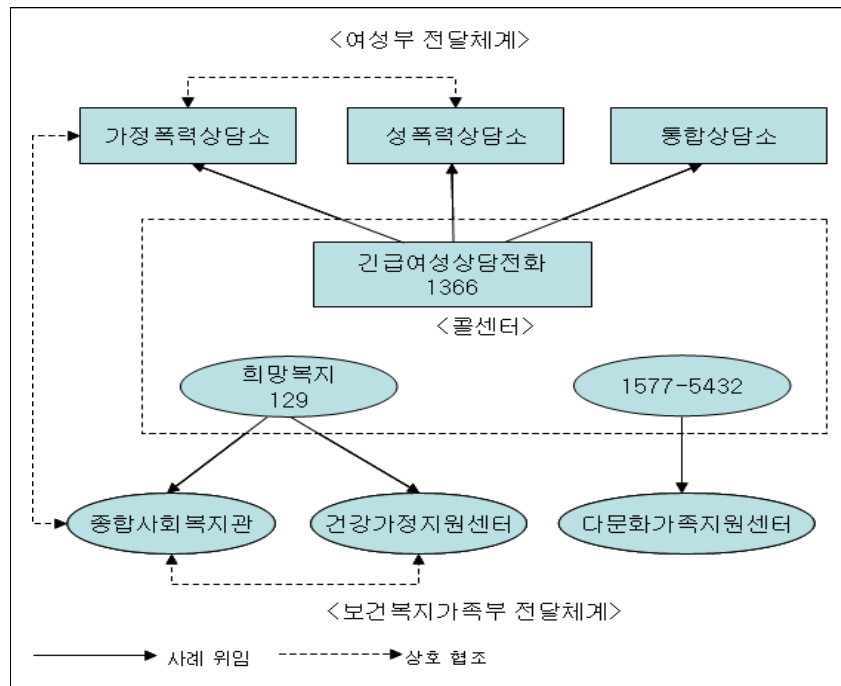 <여성부 전달체계>
가정폭력상담소
성폭력상담소
통합상담소
긴급여성상담전화
1366
<콜센터>
희망복지
129
1577-5432
종합사회복지관
건강가정지원센터
다문화가족지원센터
<보건복지가족부 전달체계>
사례 위임
상호 협조